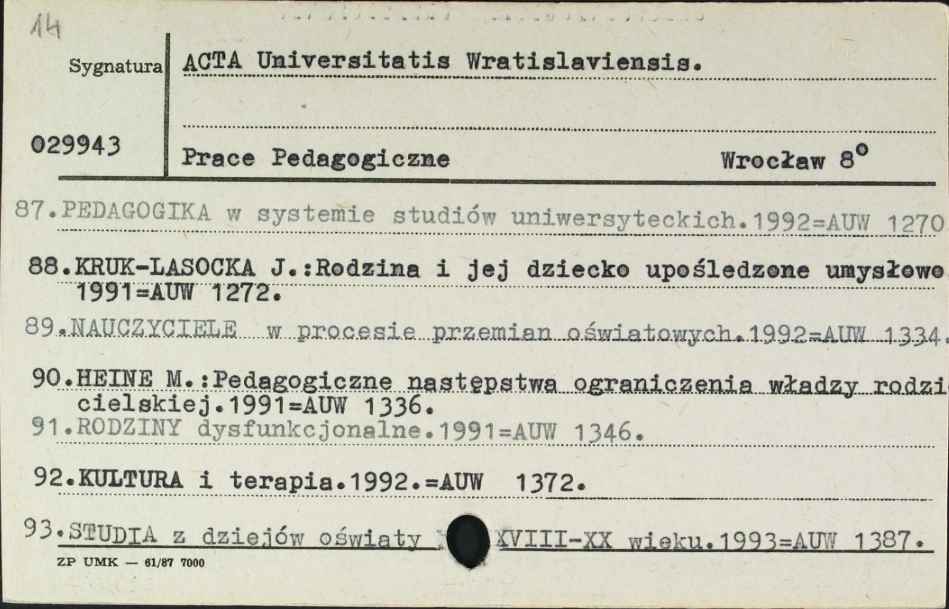 14
Sygnatura
ACTA Universitatis Wratislaviensis.
029943
Prace Pedagogiczne Wrocław 8°
87.PEDAGOGIKA w systemie studiów uniwersyteckich.1992=AUW 1270
88.KRUK-LASOCKA J.:Rodzina i jej dziecko upośledzone umysłowo
1991=AUW 1272.
89.NAUCZYCIELE w procesie przemian oświatowych.1992=AUW 1334.
90.HEINE M.:Pedagogiczne następstwa ograniczenia władzy rodzi
cielskiej.1991=AUW 1336.
91.RODZINY dysfunkcjonalne.1991=AUW 1346.
92.KULTURA i terapia.1992.=AUW 1372.
93.STUDIA z dziejów oświaty XVIII-XX wieku.1993=AUW 1387.
ZP UMK — 61/87 7000